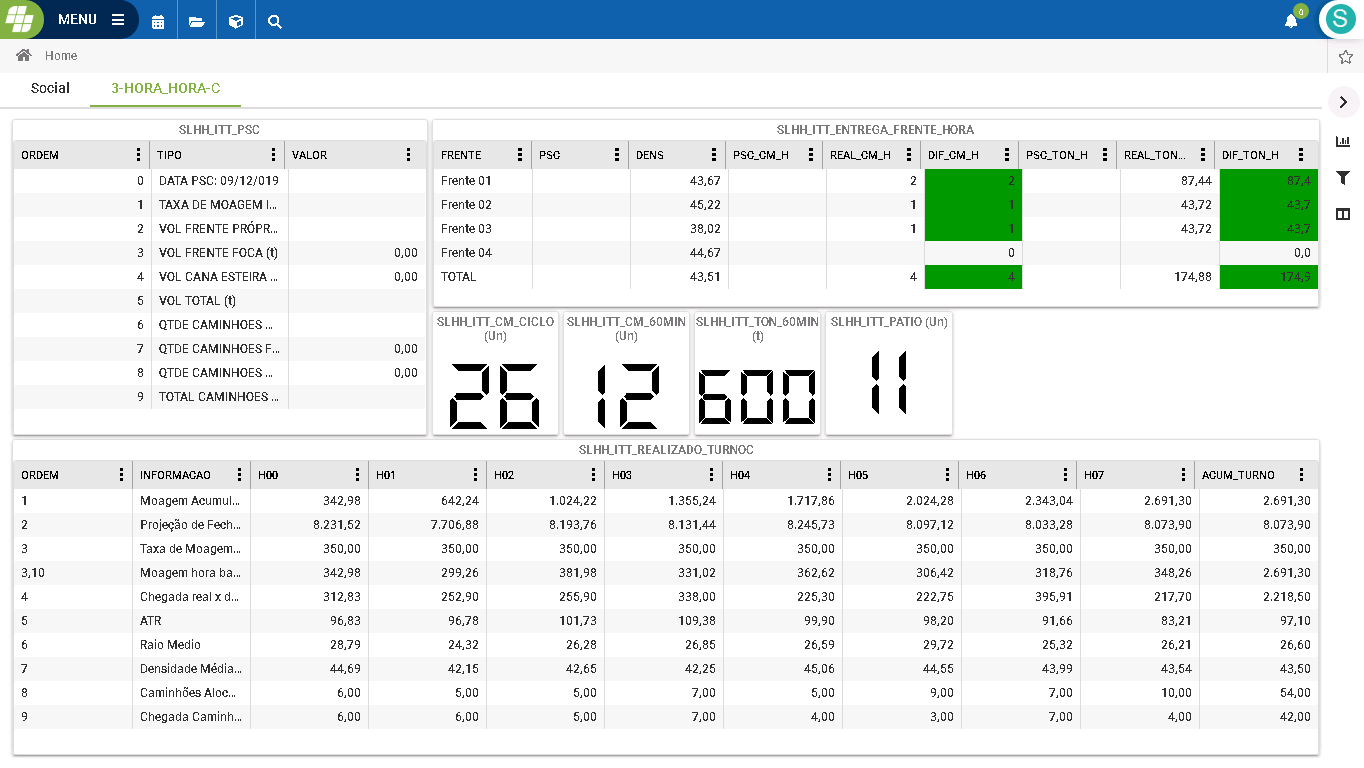 MENU
0
S
Home
Social 3-HORA_HORA-C
SLHH_ITT_PSC
ORDEM TIPO VALOR
0 DATA PSC: 09/12/019
1 TAXA DE MOAGEM I...
2 VOL FRENTE PRÓPR...
3 VOL FRENTE FOCA (t) 0,00
4 VOL CANA ESTEIRA ... 0,00
5 VOL TOTAL (t)
6 QTDE CAMINHOES ...
7 QTDE CAMINHOES F... 0,00
8 QTDE CAMINHOES ... 0,00
9 TOTAL CAMINHOES ...
SLHH_ITT_ENTREGA_FRENTE_HORA
FRENTE PSC DENS PSC_CM_H REAL_CM_H DIF_CM_H PSC_TON_H REAL_TON... DIF_TON_H
Frente 01 43,67 2 2 87,44 87,4
Frente 02 45,22 1 1 43,72 43,7
Frente 03 38,02 1 1 43,72 43,7
Frente 04 44,67 0 0,0
TOTAL 43,51 4 4 174,88 174,9
SLHH_ITT_CM_CICLO
(Un)
26
SLHH_ITT_CM_60MIN
(Un)
12
SLHH_ITT_TON_60MIN
(t)
600
SLHH_ITT_PATIO (Un)
11
SLHH_ITT_REALIZADO_TURNOC
ORDEM INFORMACAO H00 H01 H02 H03 H04 H05 H06 H07 ACUM_TURNO
1 Moagem Acumul... 342,98 642,24 1.024,22 1.355,24 1.717,86 2.024,28 2.343,04 2.691,30 2.691,30
2 Projeção de Fech... 8.231,52 7.706,88 8.193,76 8.131,44 8.245,73 8.097,12 8.033,28 8.073,90 8.073,90
3 Taxa de Moagem... 350,00 350,00 350,00 350,00 350,00 350,00 350,00 350,00 350,00
3,10 Moagem hora ba... 342,98 299,26 381,98 331,02 362,62 306,42 318,76 348,26 2.691,30
4 Chegada real x d... 312,83 252,90 255,90 338,00 225,30 222,75 395,91 217,70 2.218,50
5 ATR 96,83 96,78 101,73 109,38 99,90 98,20 91,66 83,21 97,10
6 Raio Medio 28,79 24,32 26,28 26,85 26,59 29,72 25,32 26,21 26,60
7 Densidade Média... 44,69 42,15 42,65 42,25 45,06 44,55 43,99 43,54 43,50
8 Caminhões Aloc... 6,00 5,00 5,00 7,00 5,00 9,00 7,00 10,00 54,00
9 Chegada Caminh... 6,00 6,00 5,00 7,00 4,00 3,00 7,00 4,00 42,00